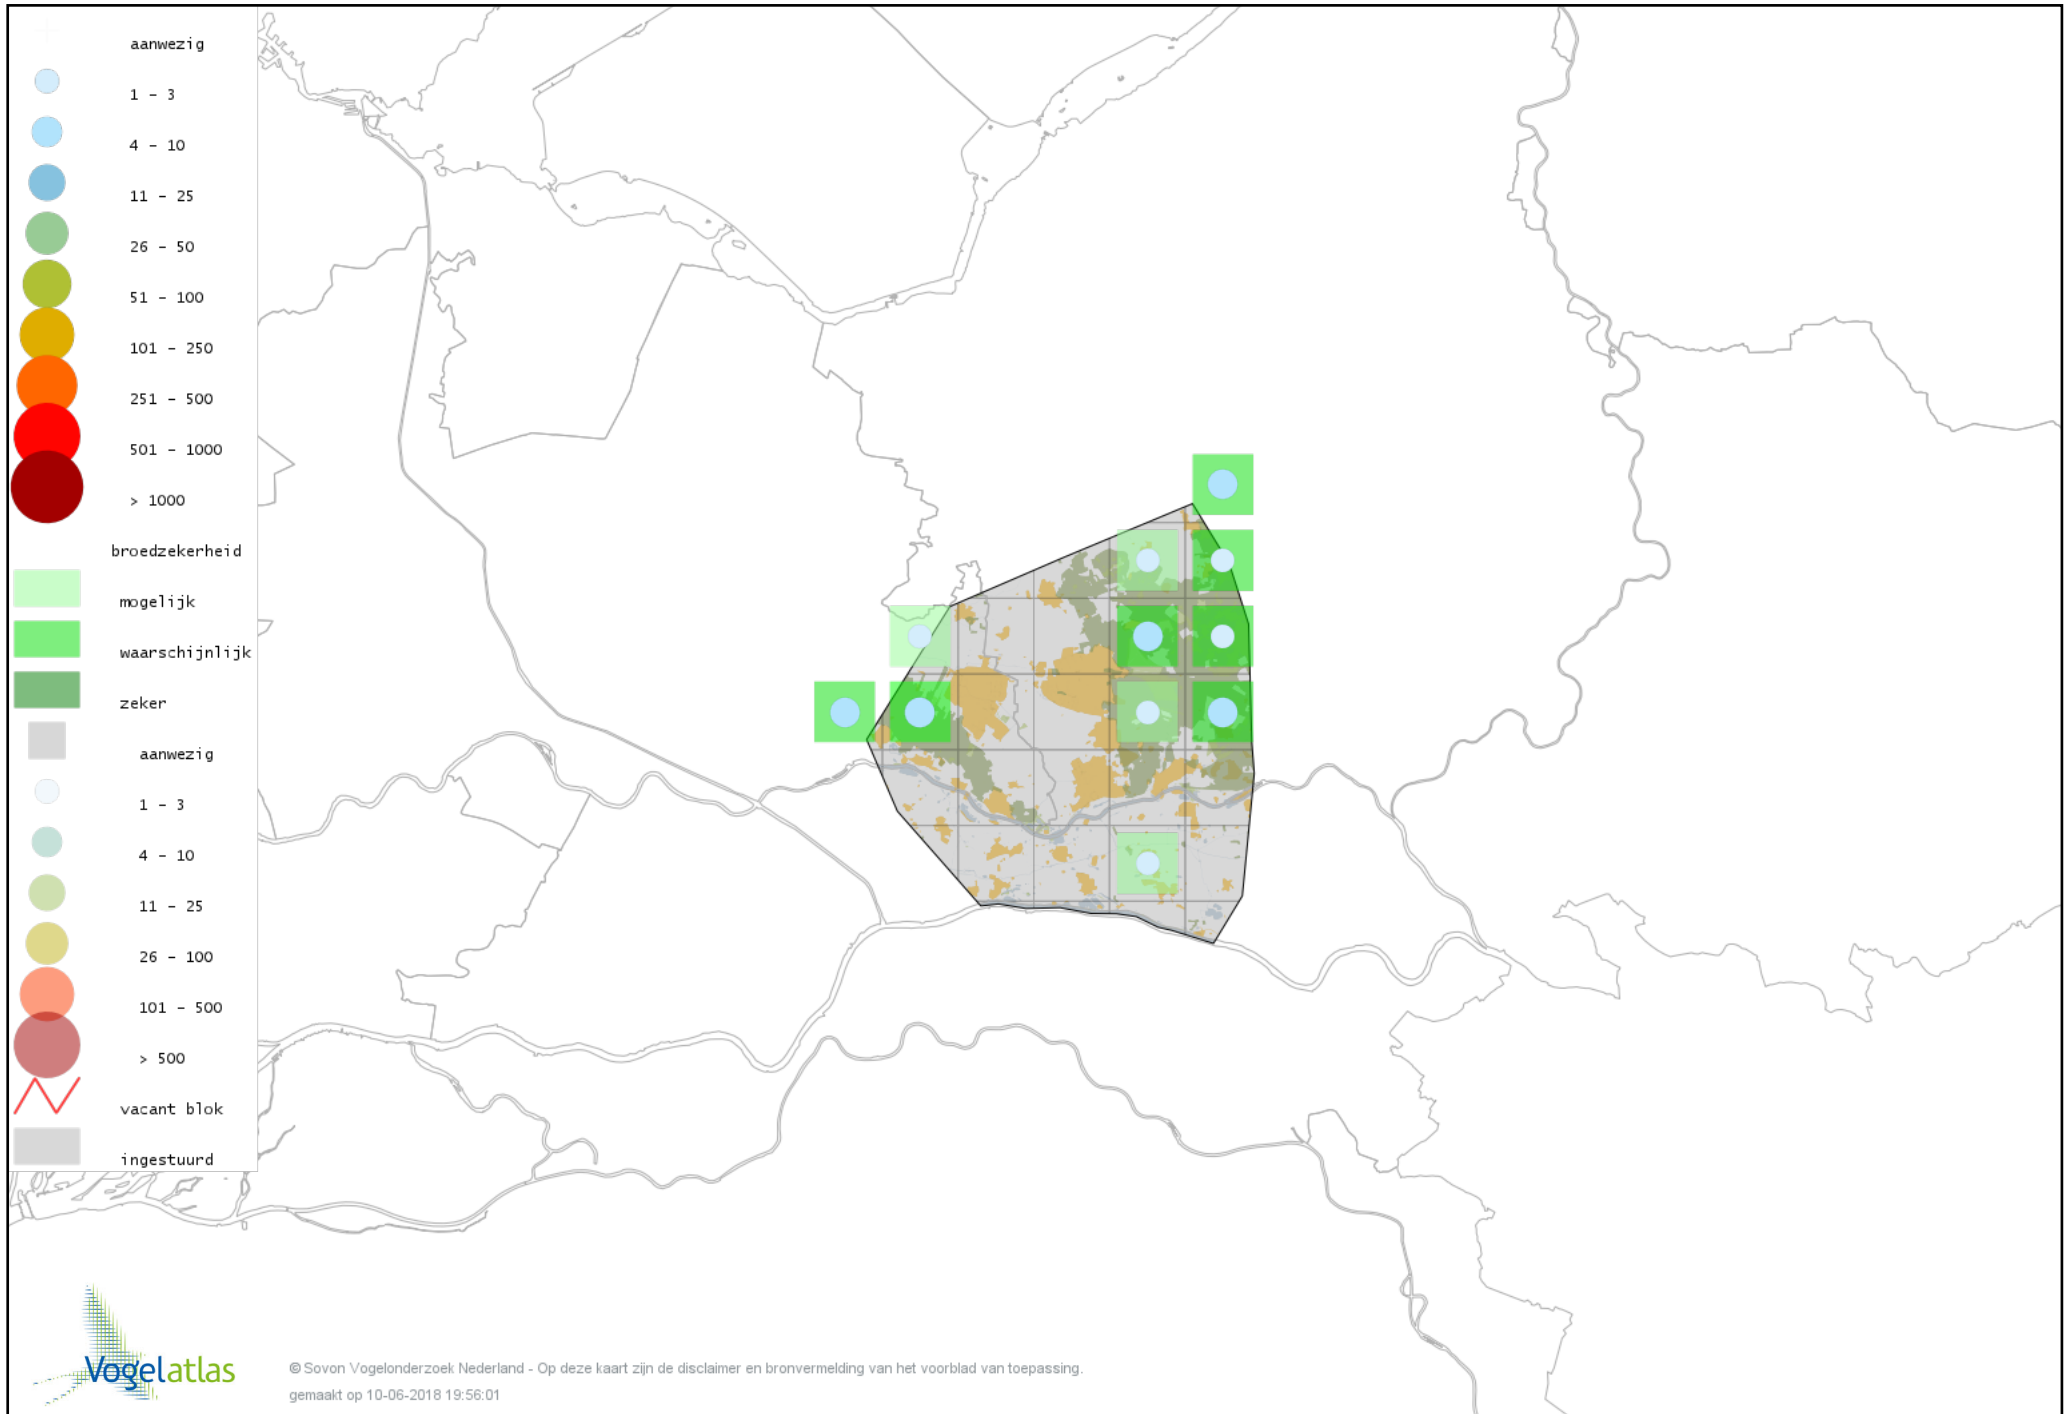 aanwezig
1 - 3
4 - 10
11 - 25
26 - 50
51 - 100
101 - 250
251 - 500
501 - 1000
> 1000
broedzekerheid
mogelijk
waarschijnlijk
zeker
aanwezig
1 - 3
4 - 10
11 - 25
26 - 100
101 - 500
> 500
vacant blok
ingestuurd
Vogelatlas
© Sovon Vogelonderzoek Nederland - Op deze kaart zijn de disclaimer en bronvermelding van het voorblad van toepassing.
gemaakt op 10-06-2018 19:56:01